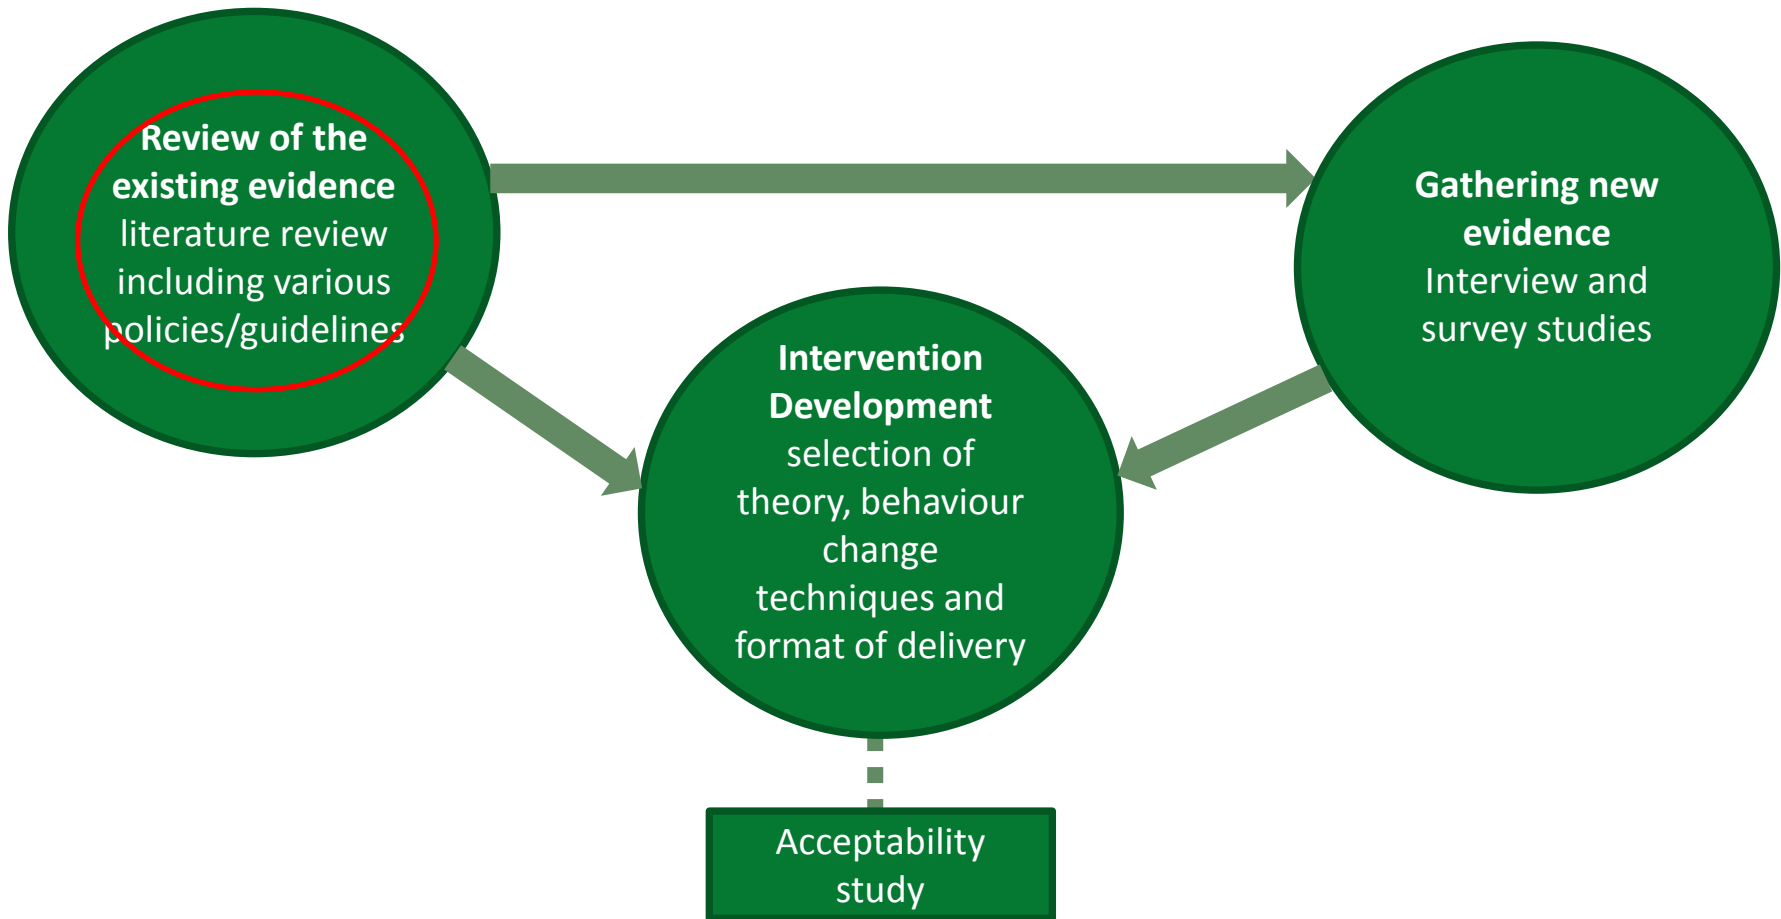 Review of the
existing evidence
literature review
including various
policies/guidelines
Gathering new
evidence
Interview and
survey studies
Intervention
Development
selection of
theory, behaviour
change
techniques and
format of delivery
Acceptability
study